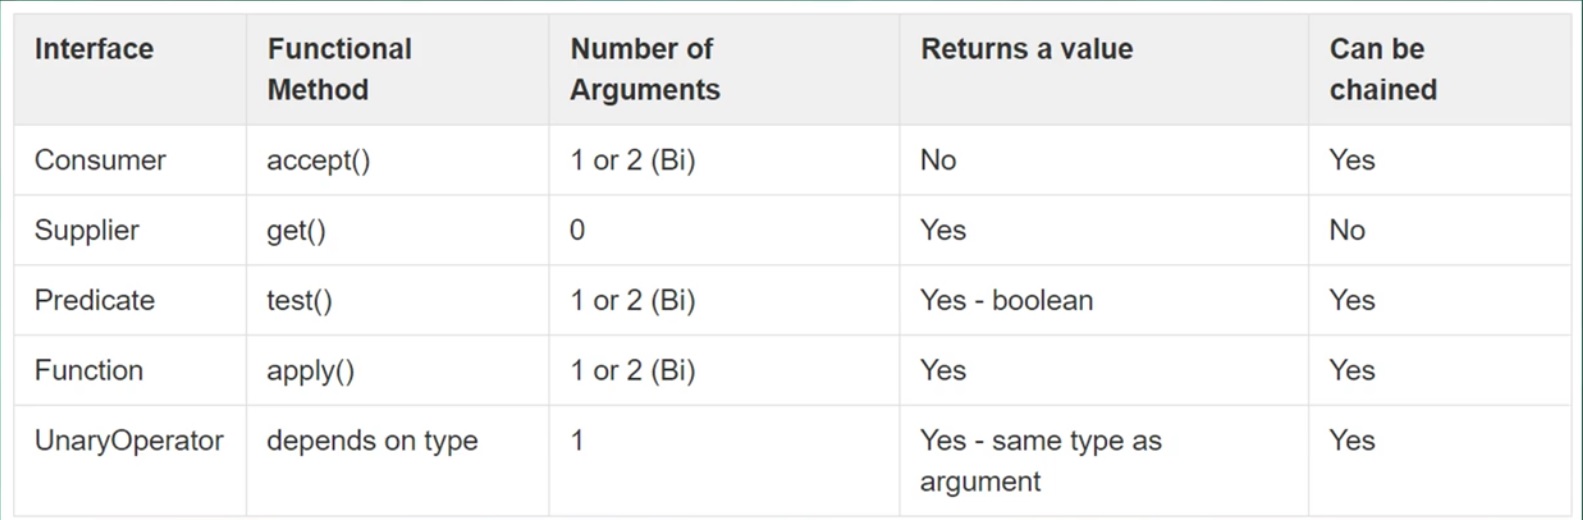 Interface Functional Method Number of Arguments Returns a value Can be chained
Consumer accept() 1 or 2 (Bi) No Yes
Supplier get() 0 Yes No
Predicate test() 1 or 2 (Bi) Yes - boolean Yes
Function apply() 1 or 2 (Bi) Yes Yes
UnaryOperator depends on type 1 Yes - same type as argument Yes